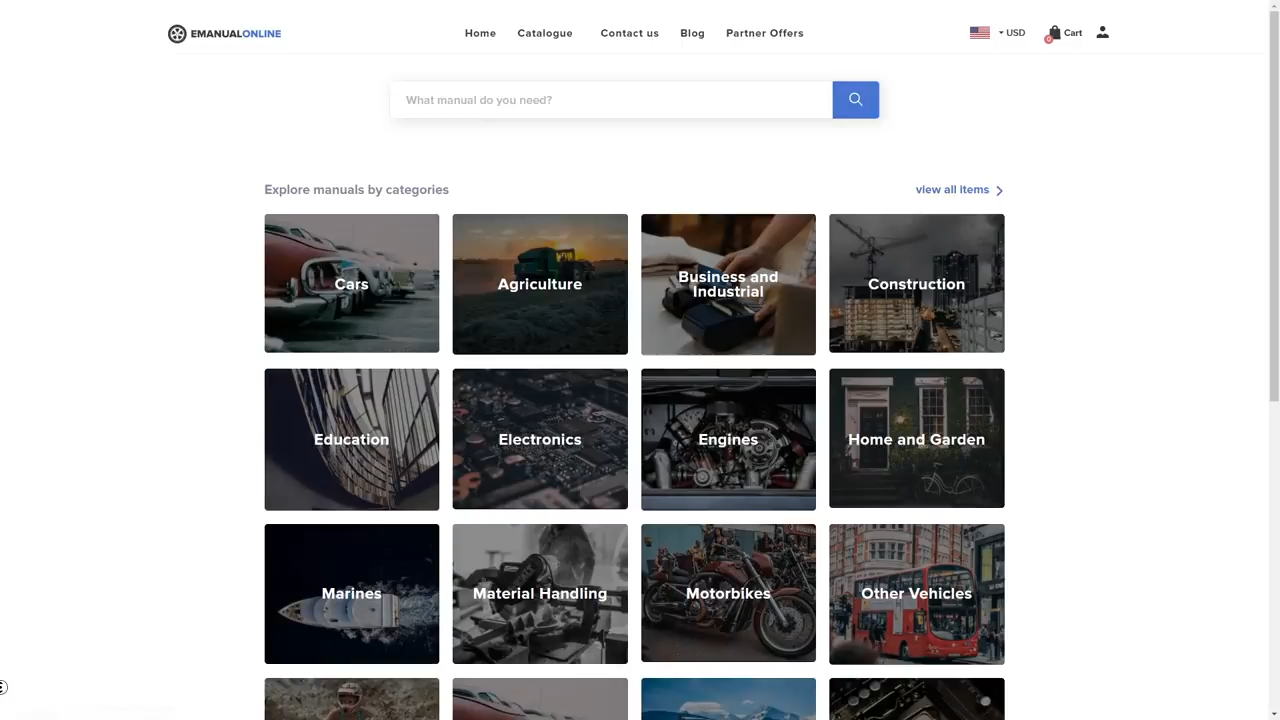 EMANUALONLINE
Home
Catalogue
Contact us
Blog
Partner Offers
USD
0
Cart
What manual do you need?
Explore manuals by categories
view all items
Cars
Agriculture
Business and
Industrial
Construction
Education
Electronics
Engines
Home and Garden
Marines
Material Handling
Motorbikes
Other Vehicles